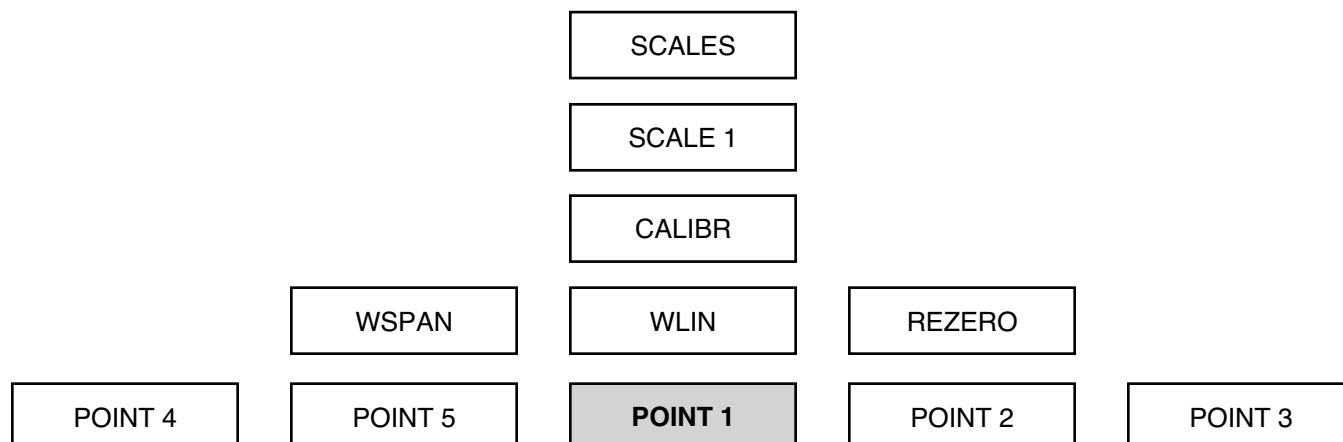 SCALES
SCALE 1
CALIBR
WSPAN WLIN REZERO
POINT 4 POINT 5 POINT 1 POINT 2 POINT 3